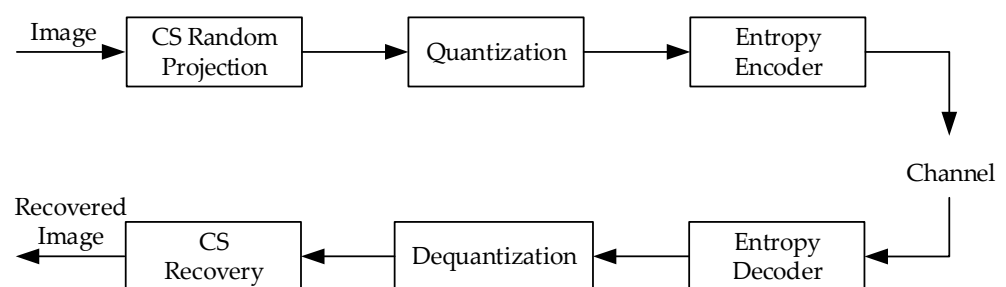 Image
CS Random
Projection
Quantization
Entropy
Encoder
Channel
Recovered
Image
CS
Recovery
Dequantization
Entropy
Decoder